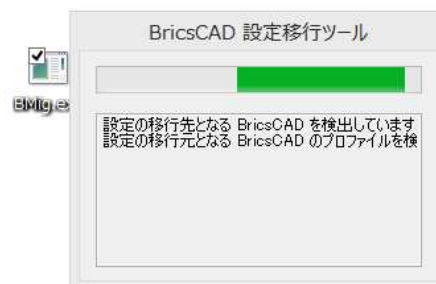 BricsCAD 設定移行ツール
BMig.ex
設定の移行先となる BricsCAD を検出しています
設定の移行元となる BricsCAD のプロファイルを検